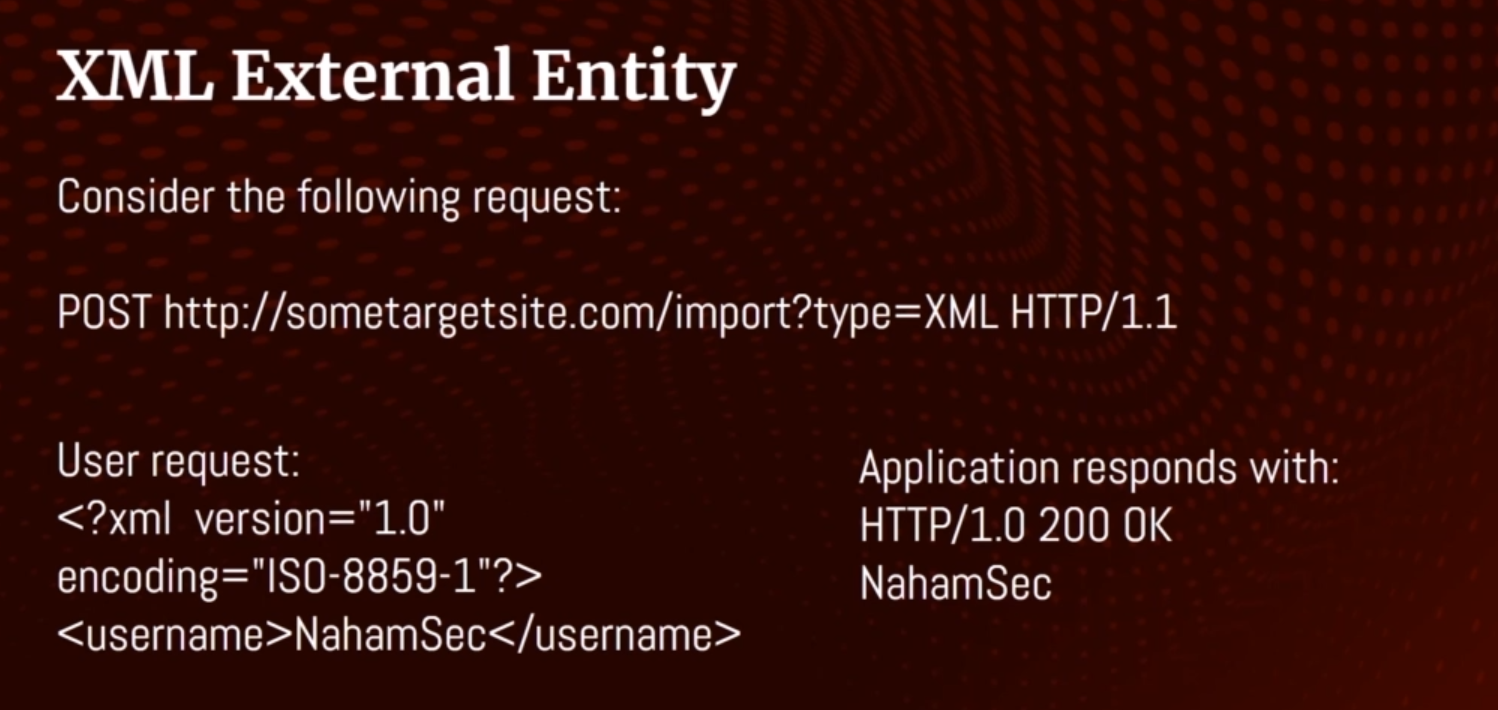 XML External Entity
Consider the following request:
POST http://sometargetsite.com/import?type=XML HTTP/1.1
User request:
<?xml  version="1.0"
encoding="ISO-8859-1"?>
<username>NahamSec</username>
Application responds with:
HTTP/1.0 200 OK
NahamSec